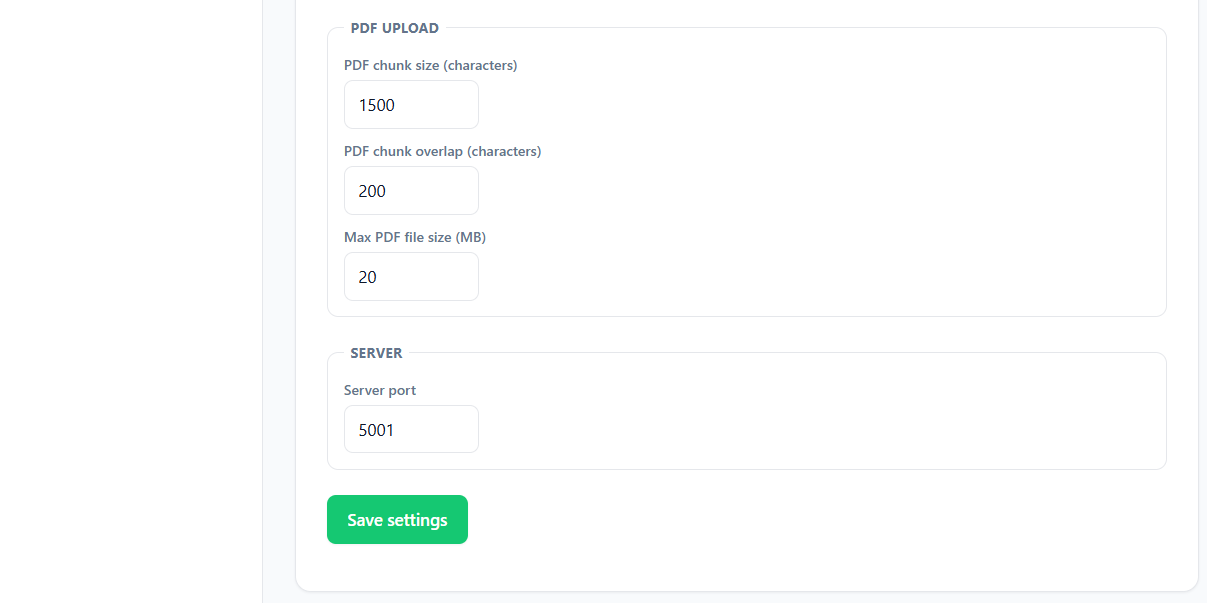 PDF UPLOAD
PDF chunk size (characters)
1500
PDF chunk overlap (characters)
200
Max PDF file size (MB)
20
SERVER
Server port
5001
Save settings